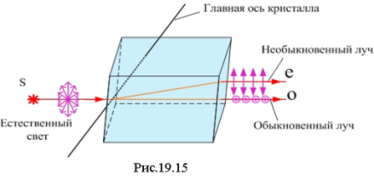 Главная ось кристалла
Необыкновенный луч
S
e
o
Естественный
свет
Обыкновенный луч
Рис.19.15